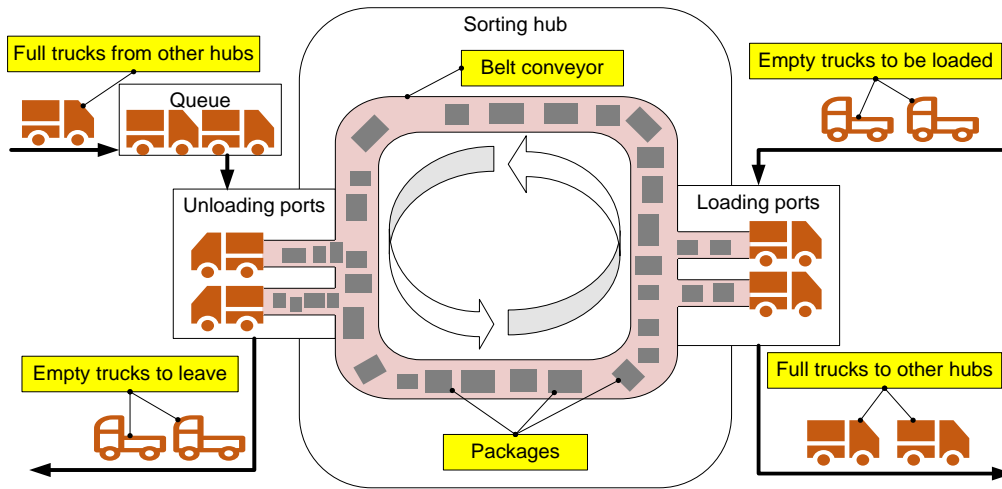 Sorting hub
Full trucks from other hubs
Belt conveyor
Empty trucks to be loaded
Queue
Unloading ports
Loading ports
Empty trucks to leave
Full trucks to other hubs
Packages